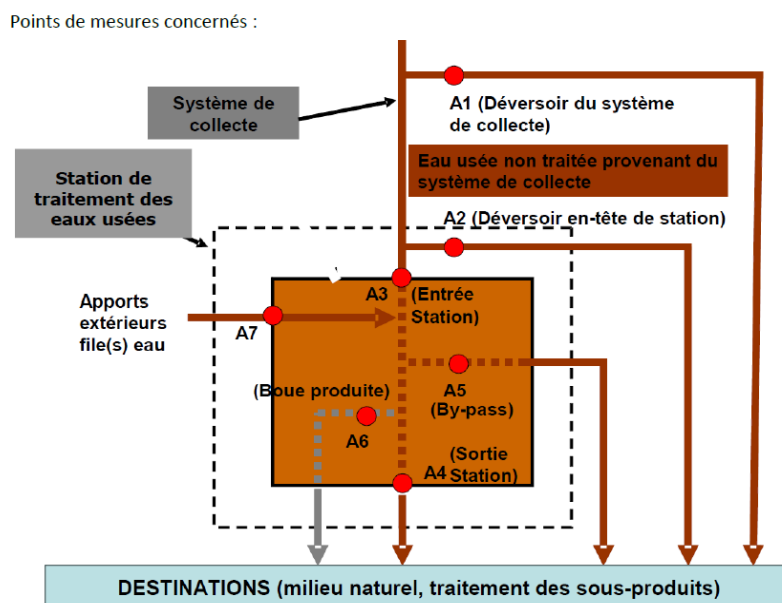 Points de mesures concernés :
Système de
collecte
A1 (Déversoir du système
de collecte)
Eau usée non traitée provenant du
système de collecte
Station de
traitement des
eaux usées
A2 (Déversoir en-tête de station)
A3
(Entrée
Station)
Apports
extérieurs
file(s) eau
A7
(Boue produite)
A6
A5
(By-pass)
A4
(Sortie
Station)
DESTINATIONS (milieu naturel, traitement des sous-produits)